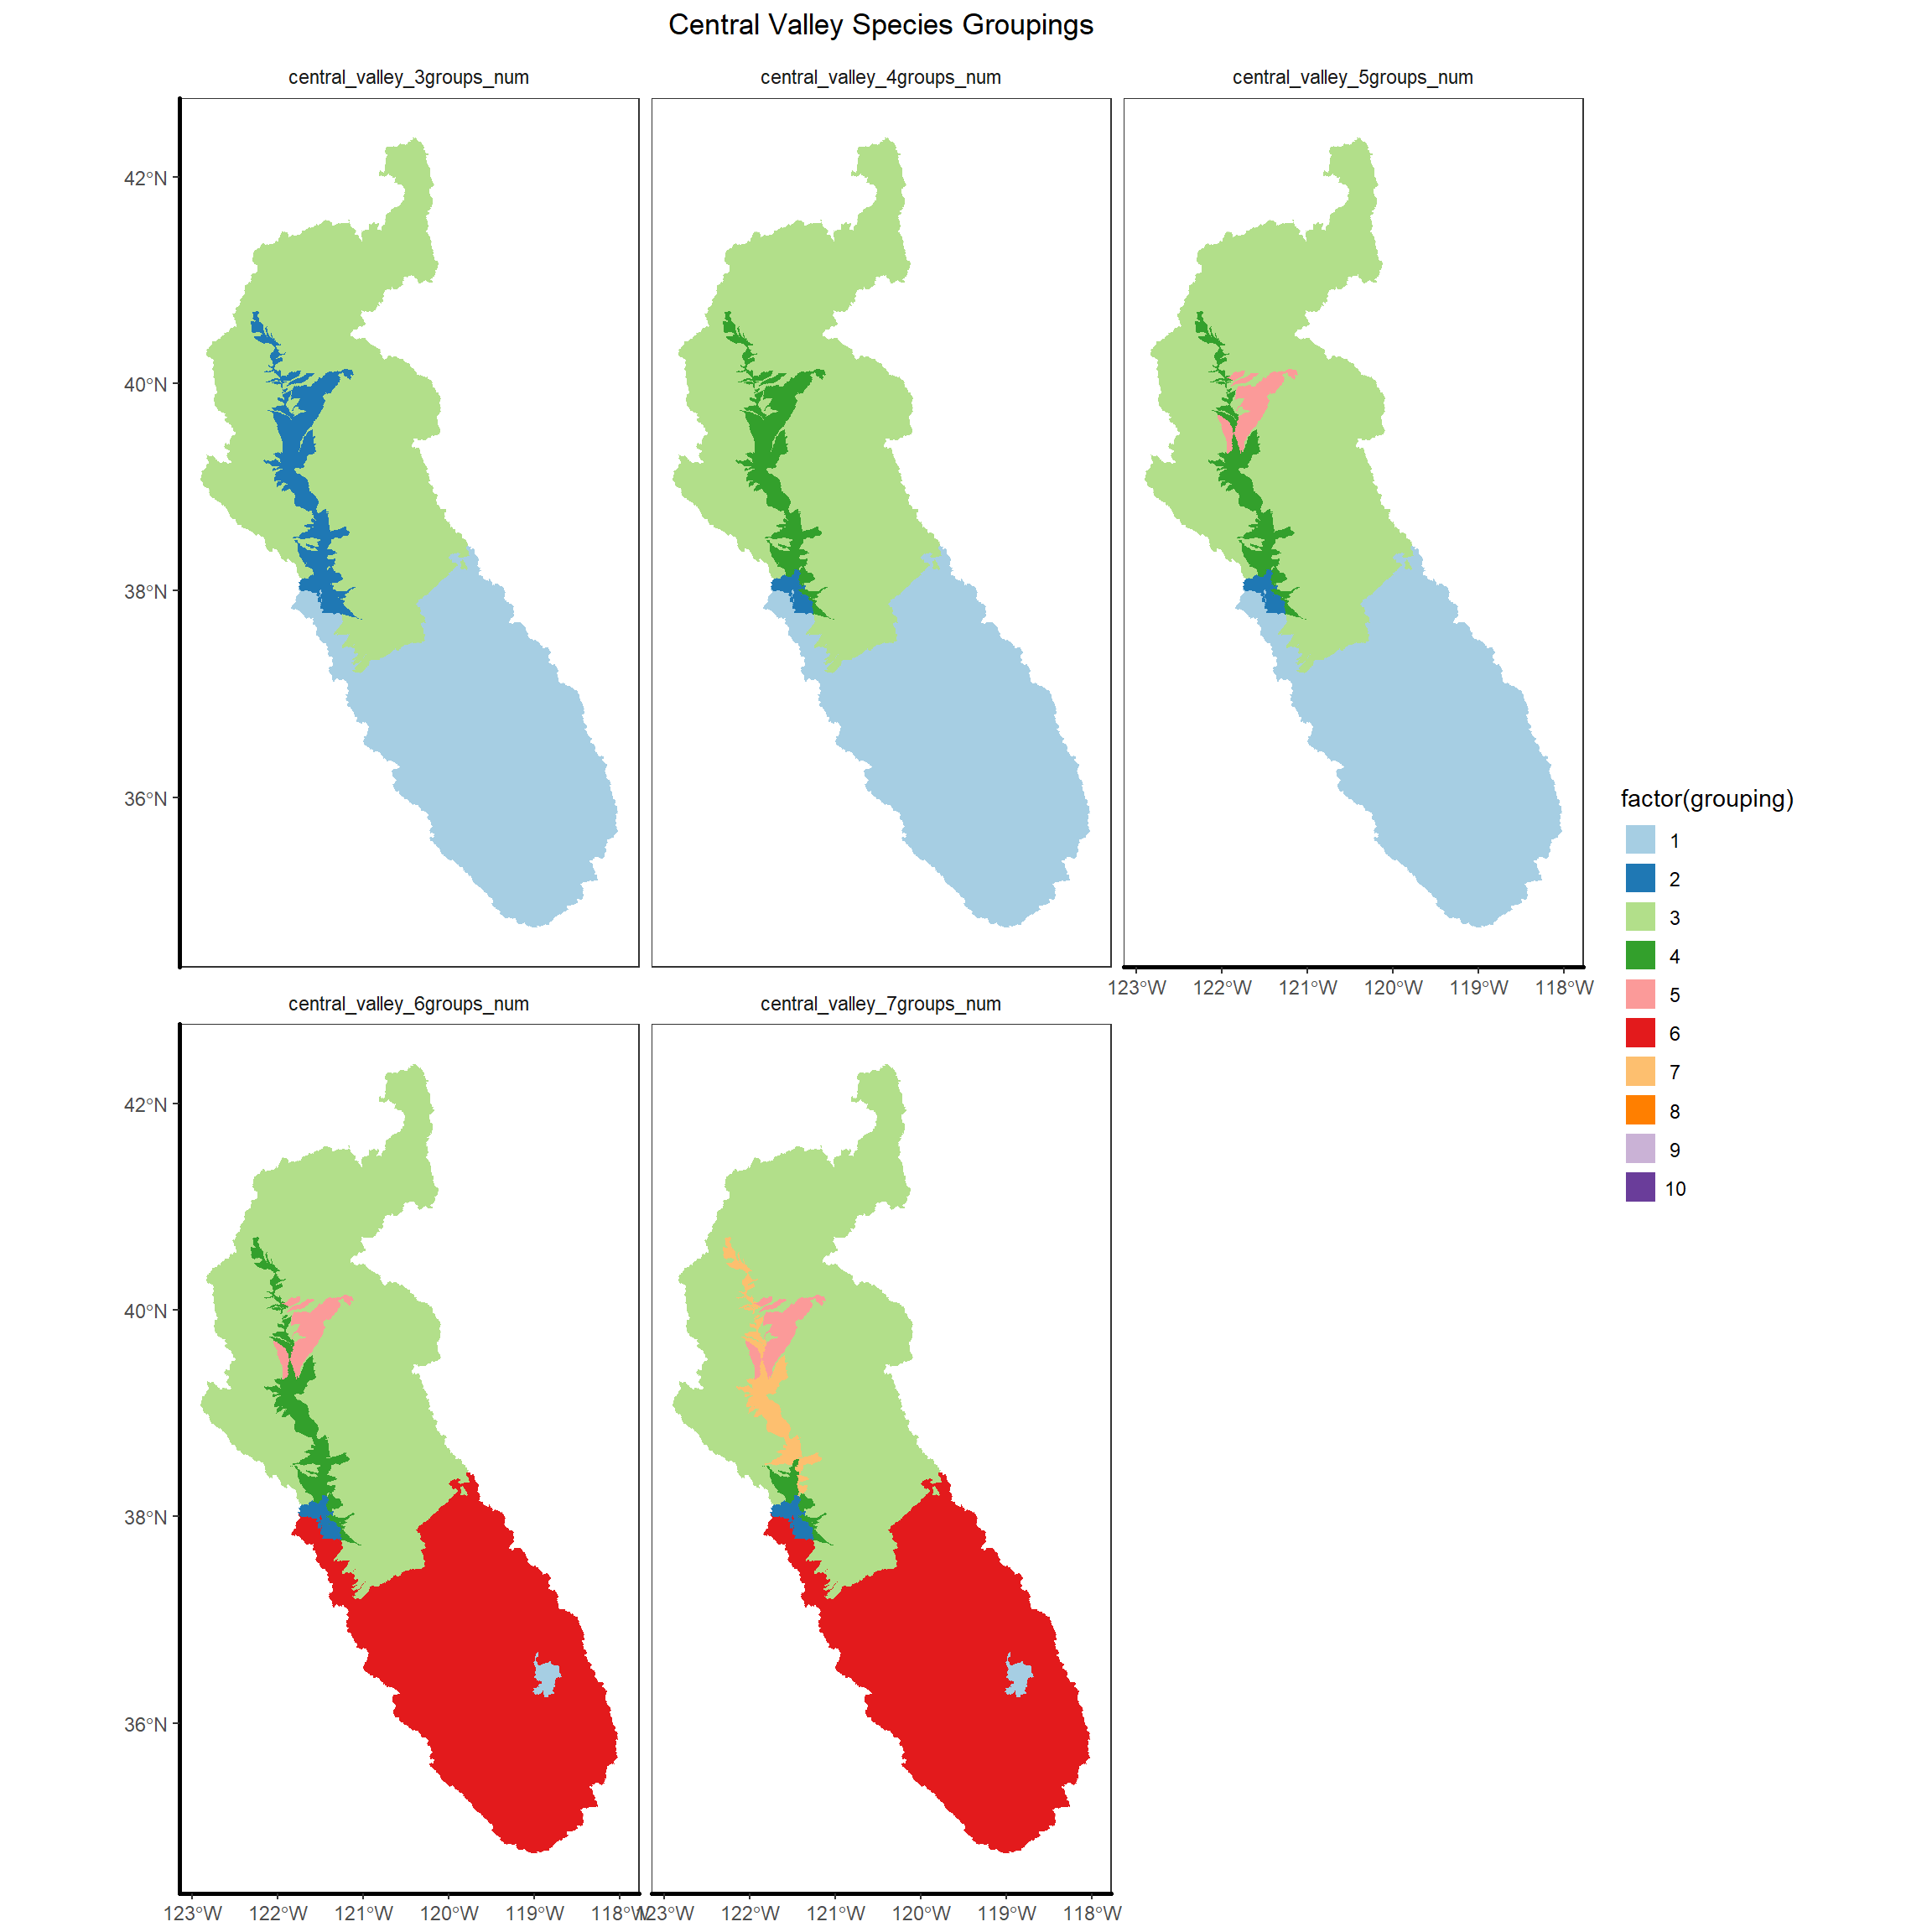 Central Valley Species Groupings
central_valley_3groups_num central_valley_4groups_num central_valley_5groups_num
42°N
40°N
38°N
36°N
123°W 122°W 121°W 120°W 119°W 118°W
central_valley_6groups_num central_valley_7groups_num
42°N
40°N
38°N
36°N
123°W 122°W 121°W 120°W 119°W 118°W 123°W 122°W 121°W 120°W 119°W 118°W
factor(grouping)
1
2
3
4
5
6
7
8
9
10